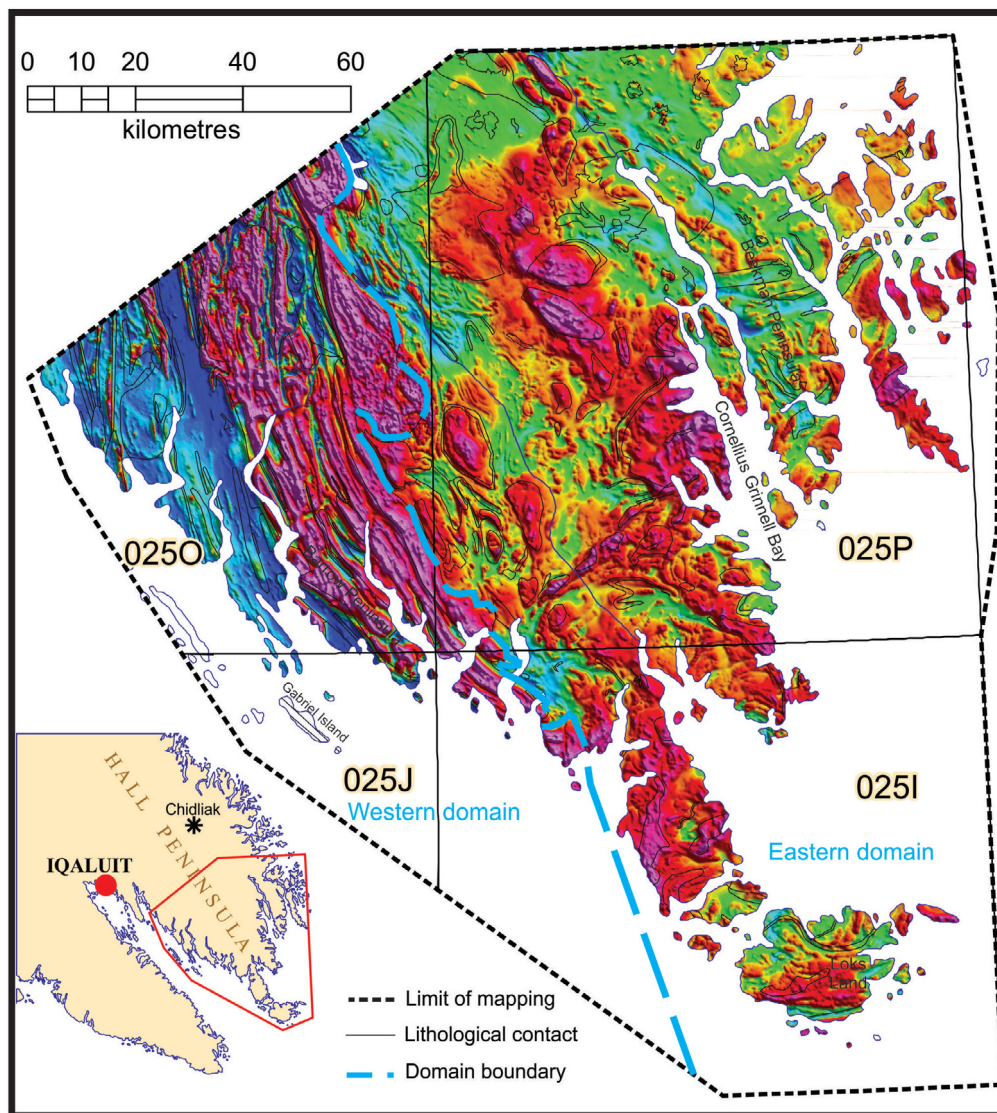 0 10 20 40 60
kilometres
Beekman Peninsula
Cornellius Grinnell Bay
025O
025P
Gabriel Island
025J
025I
Western domain
Eastern domain
Loks
Land
HALL PENINSULA
Chidliak
IQALUIT
Limit of mapping
Lithological contact
Domain boundary